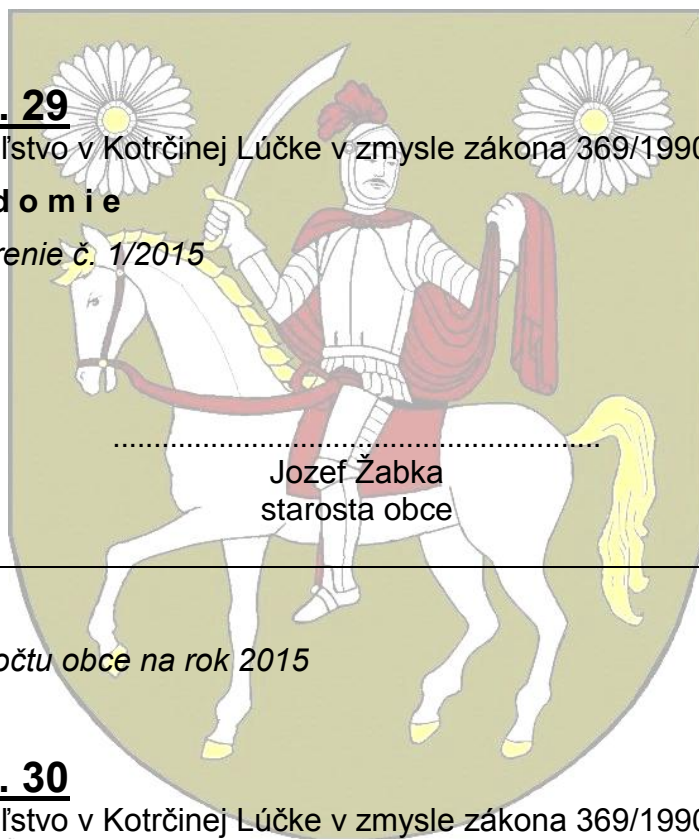 . 29
ľstvo v Kotrčinej Lúčke v zmysle zákona 369/1990
d o m i e
renie č. 1/2015
..........................................................
Jozef Žabka
starosta obce
očtu obce na rok 2015
. 30
ľstvo v Kotrčinej Lúčke v zmysle zákona 369/1990